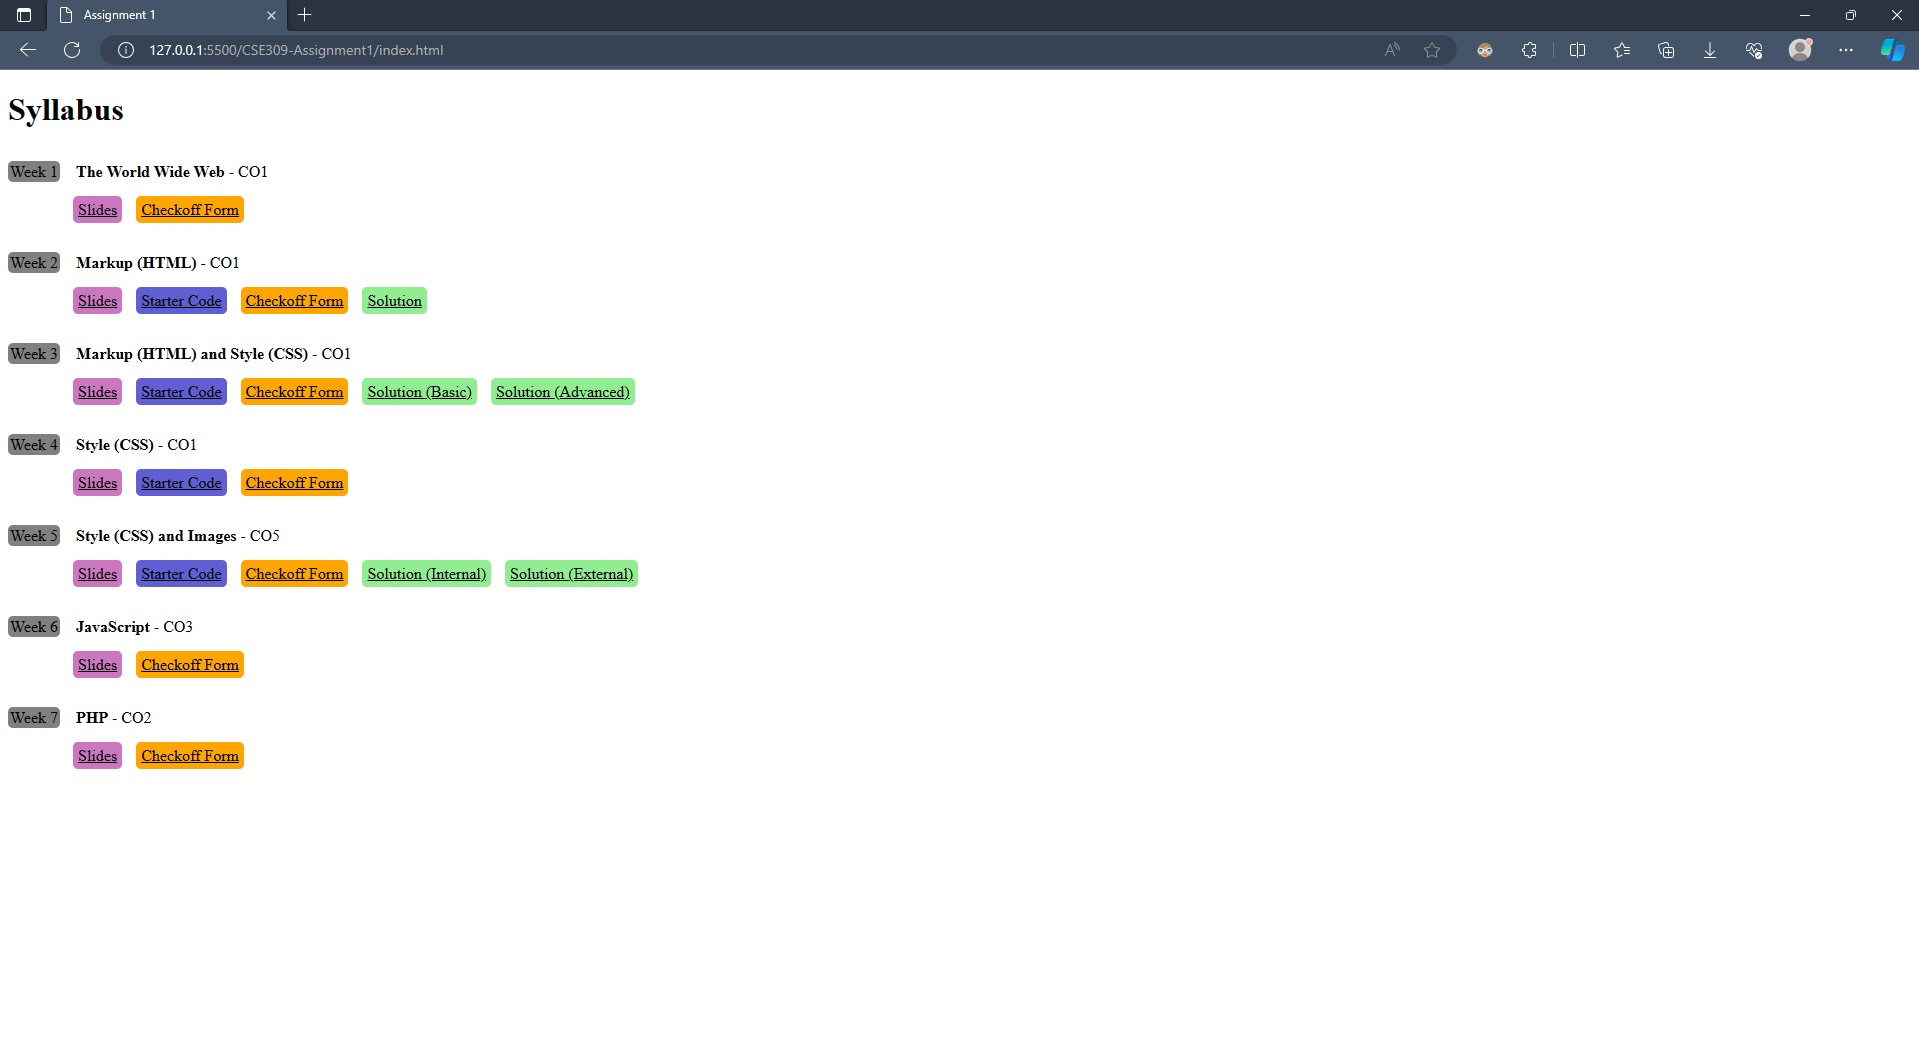 Assignment 1
127.0.0.1:5500/CSE309-Assignment1/index.html
Syllabus
Week 1 The World Wide Web - CO1
Slides Checkoff Form
Week 2 Markup (HTML) - CO1
Slides Starter Code Checkoff Form Solution
Week 3 Markup (HTML) and Style (CSS) - CO1
Slides Starter Code Checkoff Form Solution (Basic) Solution (Advanced)
Week 4 Style (CSS) - CO1
Slides Starter Code Checkoff Form
Week 5 Style (CSS) and Images - CO5
Slides Starter Code Checkoff Form Solution (Internal) Solution (External)
Week 6 JavaScript - CO3
Slides Checkoff Form
Week 7 PHP - CO2
Slides Checkoff Form